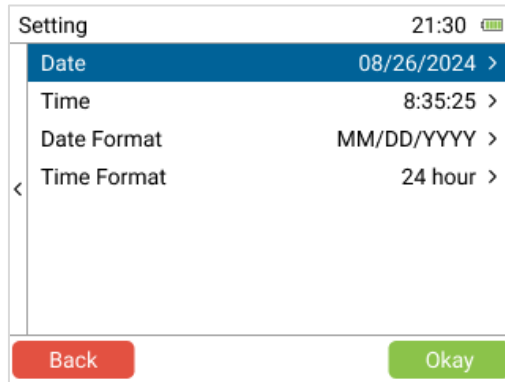 Setting 21:30
Date 08/26/2024 >
Time 8:35:25 >
Date Format MM/DD/YYYY >
Time Format 24 hour >
<
Back Okay